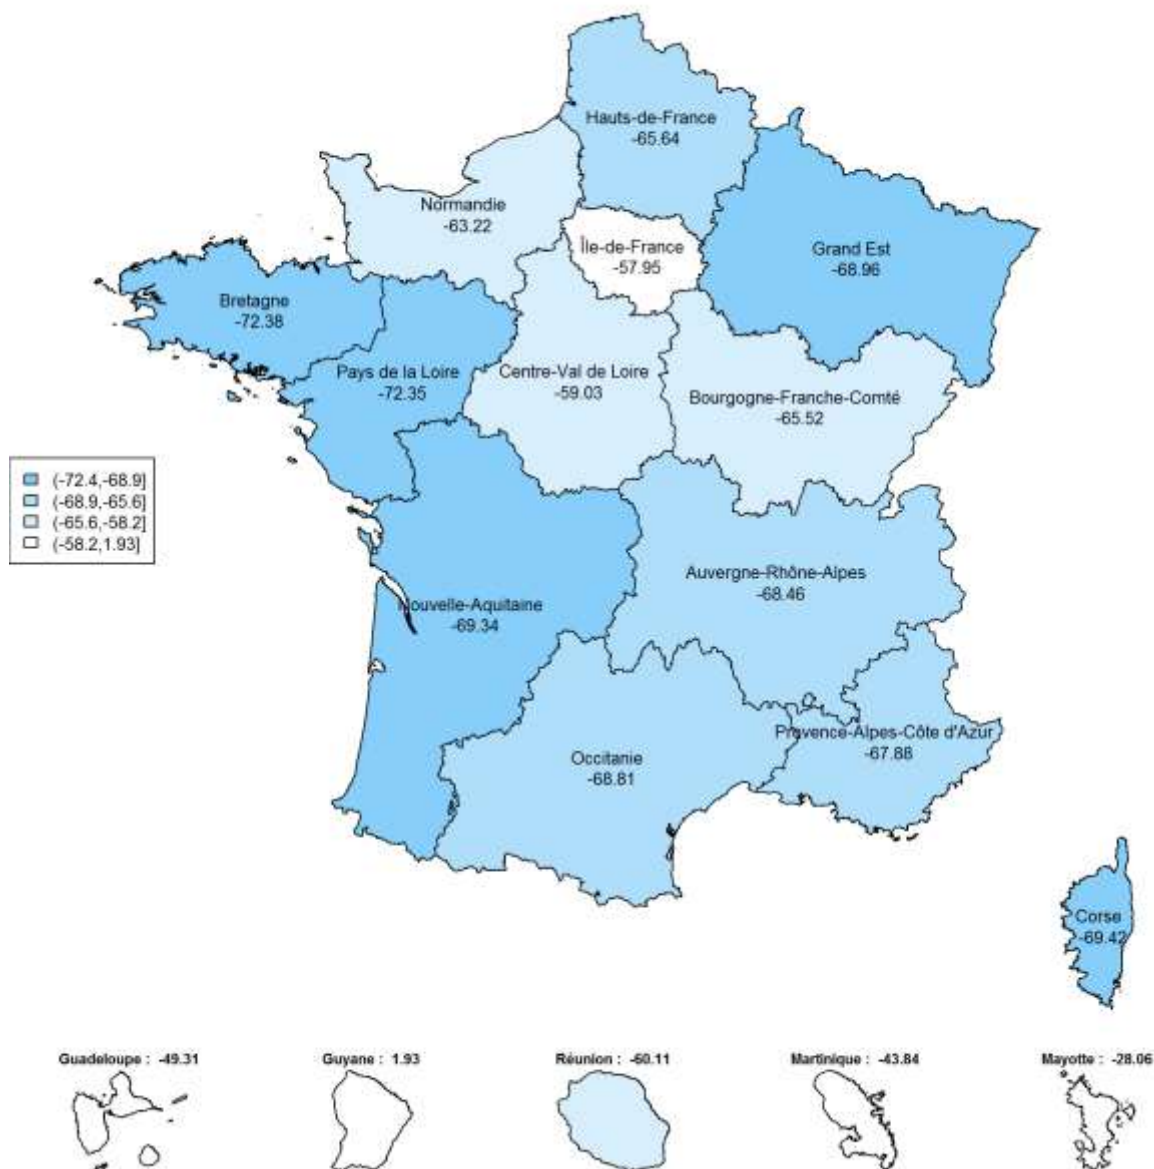 Hauts-de-France
-65.64
Normandie
-63.22
Île-de-France
-57.95
Grand Est
-68.96
Bretagne
-72.38
Pays de la Loire
-72.35
Centre-Val de Loire
-59.03
Bourgogne-Franche-Comté
-65.52
(-72.4,-68.9]
(-68.9,-65.6]
(-65.6,-58.2]
(-58.2,1.93]
Auvergne-Rhône-Alpes
-68.46
Nouvelle-Aquitaine
-69.34
Provence-Alpes-Côte d'Azur
-67.88
Occitanie
-68.81
Corse
-69.42
Guadeloupe : -49.31
Guyane : 1.93
Réunion : -60.11
Martinique : -43.84
Mayotte : -28.06